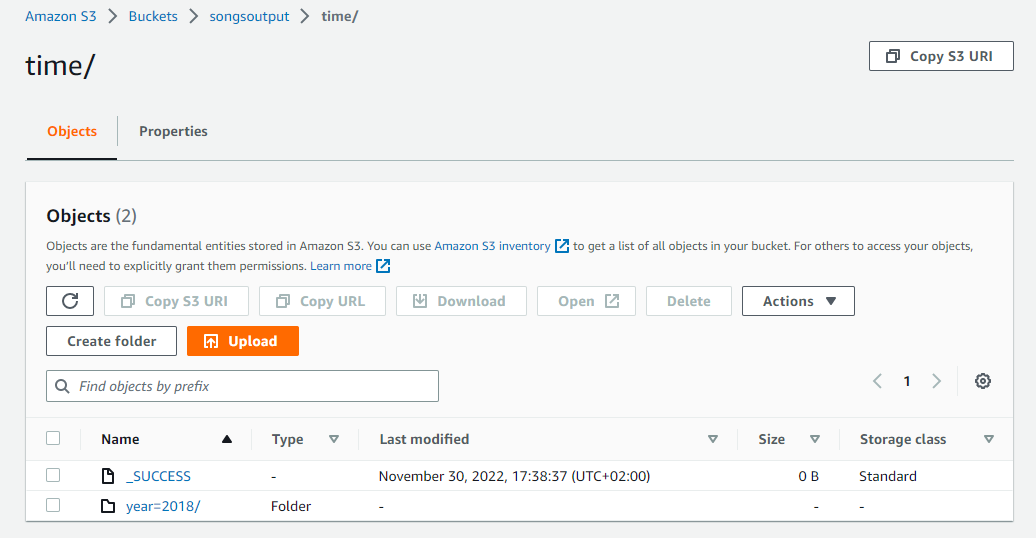 Amazon S3 > Buckets > songsoutput > time/
time/
Copy S3 URI
Objects
Properties
Objects (2)
Objects are the fundamental entities stored in Amazon S3. You can use Amazon S3 inventory to get a list of all objects in your bucket. For others to access your objects,
you'll need to explicitly grant them permissions. Learn more
Copy S3 URI Copy URL Download Open Delete Actions
Create folder Upload
Find objects by prefix
1
Name Type Last modified Size Storage class
_SUCCESS - November 30, 2022, 17:38:37 (UTC+02:00) 0 B Standard
year=2018/ Folder - - -